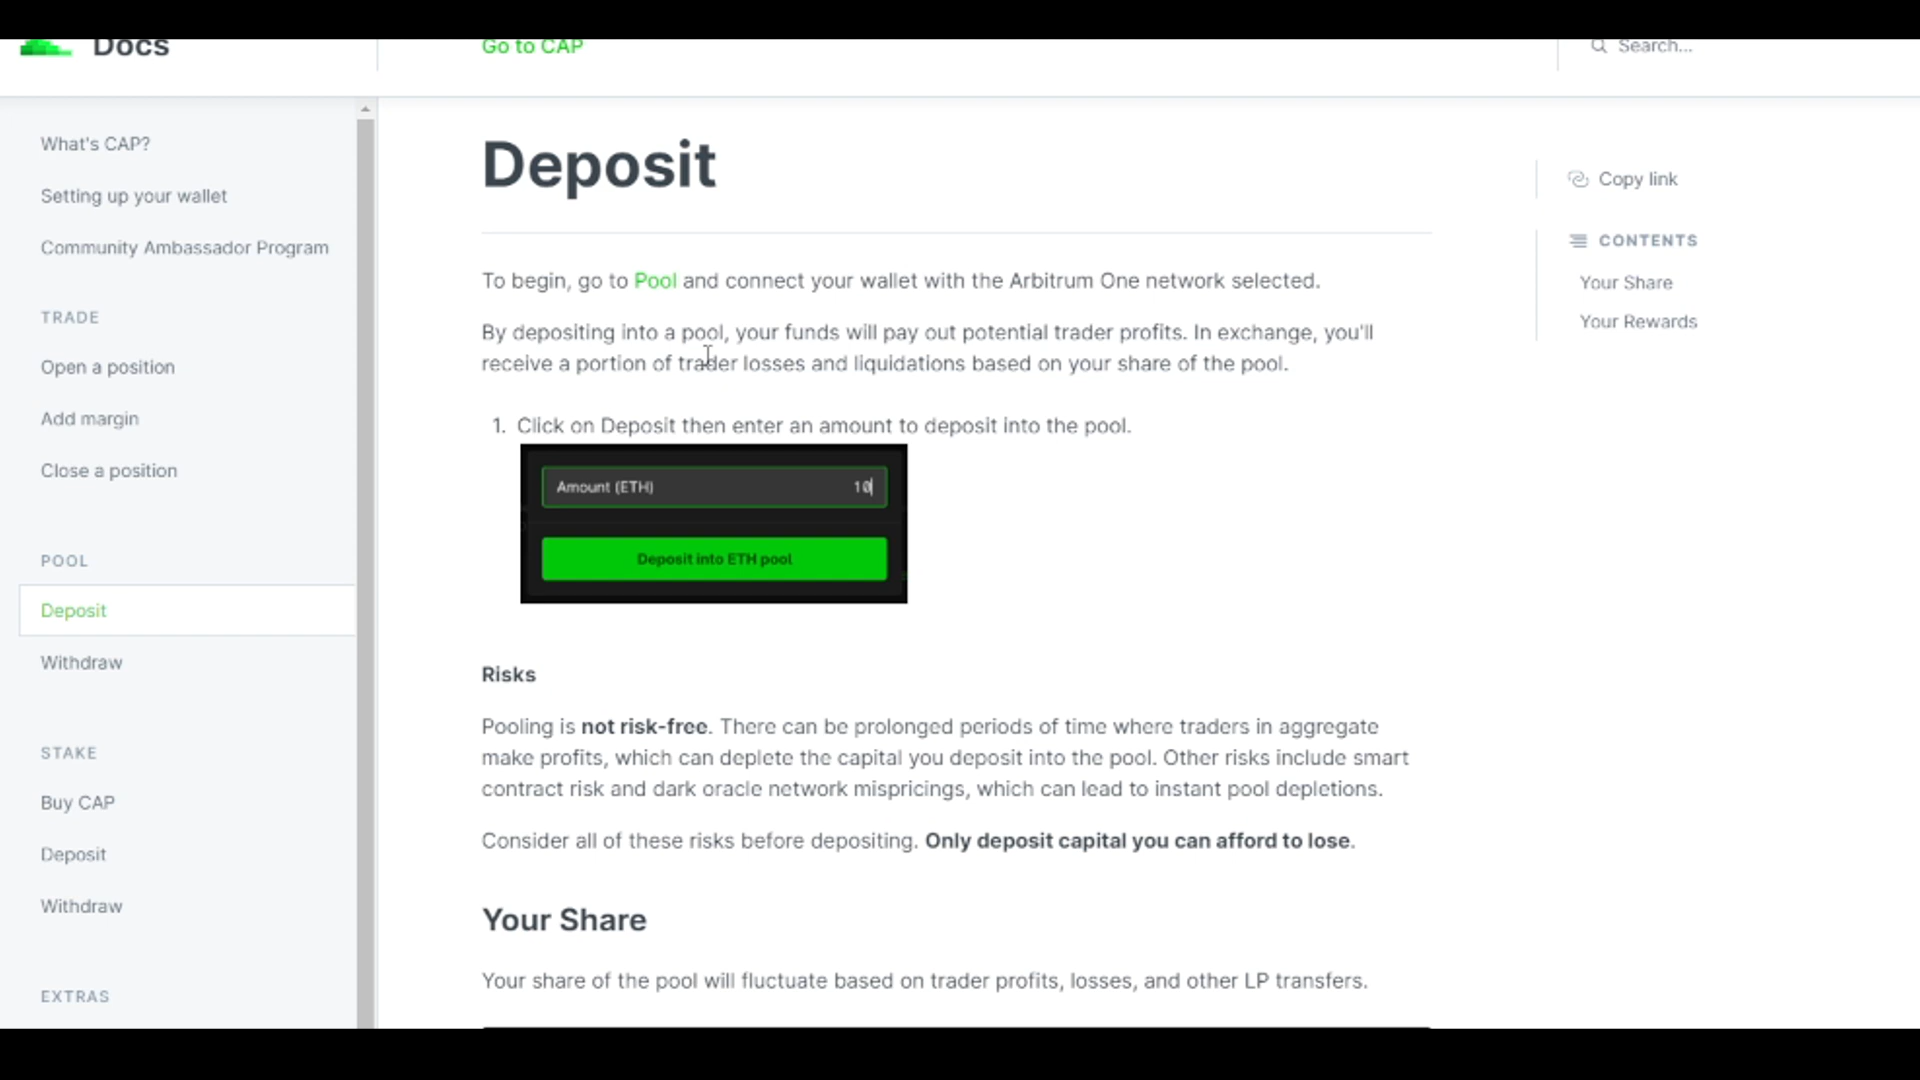 Docs
Go to CAP
Search...
What's CAP?
Setting up your wallet
Community Ambassador Program
TRADE
Open a position
Add margin
Close a position
POOL
Deposit
Withdraw
STAKE
Buy CAP
Deposit
Withdraw
EXTRAS
Deposit
To begin, go to Pool and connect your wallet with the Arbitrum One network selected.
By depositing into a pool, your funds will pay out potential trader profits. In exchange, you'll
receive a portion of trader losses and liquidations based on your share of the pool.
1. Click on Deposit then enter an amount to deposit into the pool.
Amount (ETH) 10
Deposit into ETH pool
Risks
Pooling is not risk-free. There can be prolonged periods of time where traders in aggregate
make profits, which can deplete the capital you deposit into the pool. Other risks include smart
contract risk and dark oracle network mispricings, which can lead to instant pool depletions.
Consider all of these risks before depositing. Only deposit capital you can afford to lose.
Your Share
Your share of the pool will fluctuate based on trader profits, losses, and other LP transfers.
Copy link
CONTENTS
Your Share
Your Rewards